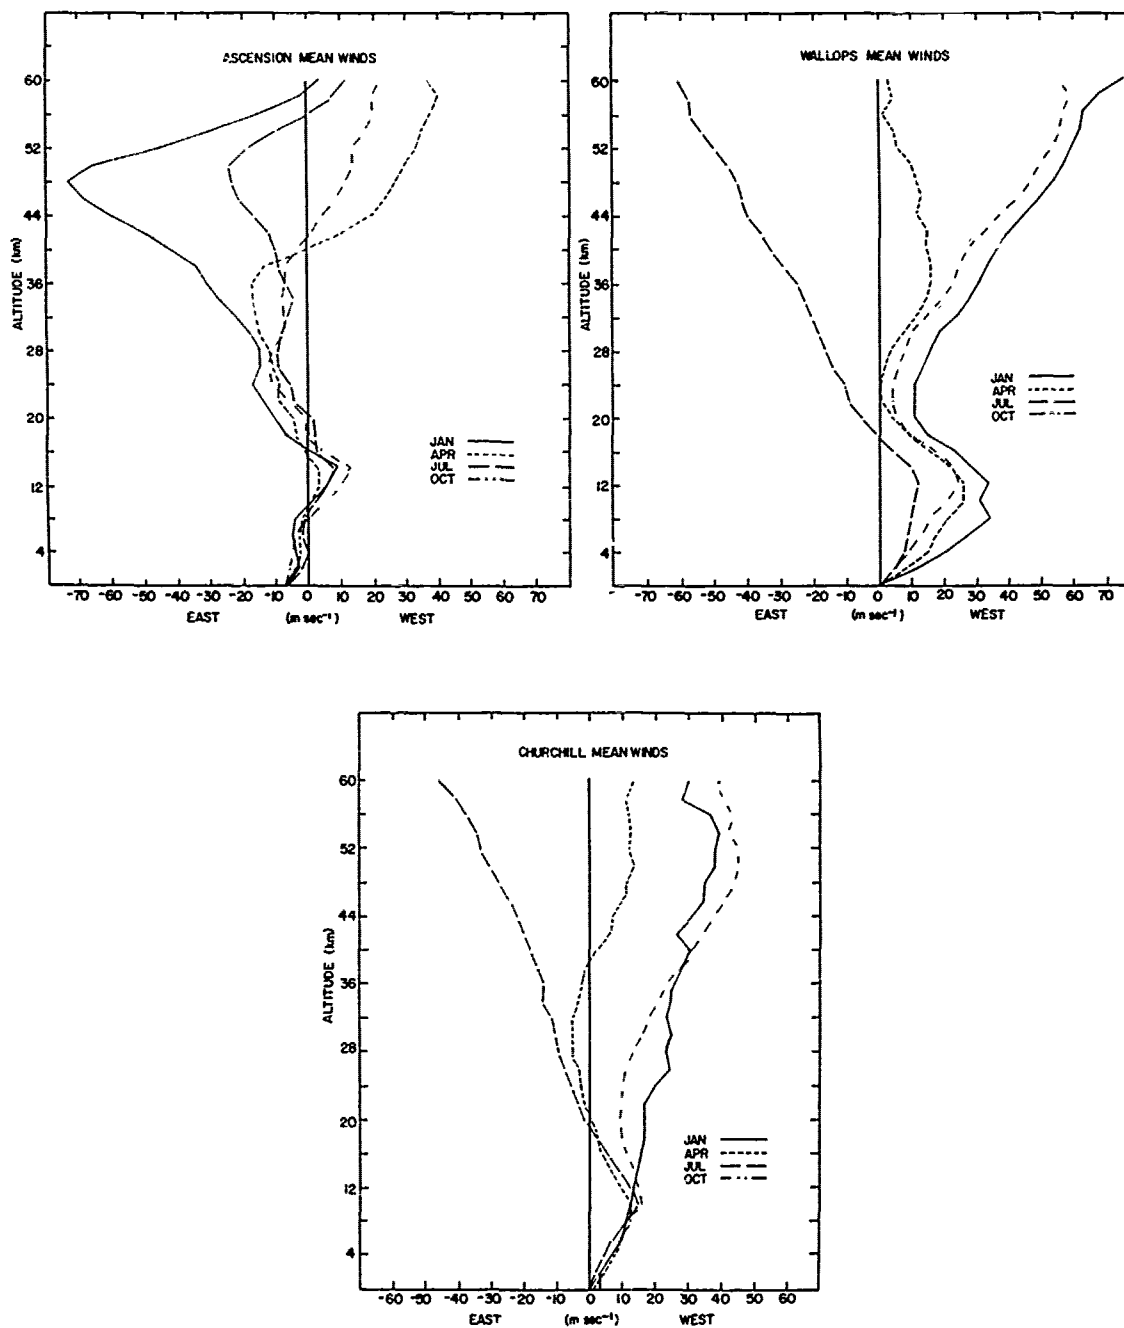 ASCENSION MEAN WINDS
60
52
44
36
28
20
12
4
ALTITUDE (km)
JAN
APR
JUL
OCT
-70 -60 -50 -40 -30 -20 -10 0 10 20 30 40 50 60 70
EAST (m sec⁻¹) WEST
WALLOPS MEAN WINDS
60
52
44
36
28
20
12
4
ALTITUDE (km)
JAN
APR
JUL
OCT
-70 -60 -50 -40 -30 -20 -10 0 10 20 30 40 50 60 70
EAST (m sec⁻¹) WEST
CHURCHILL MEAN WINDS
60
52
44
36
28
20
12
4
ALTITUDE (km)
JAN
APR
JUL
OCT
-60 -50 -40 -30 -20 -10 0 10 20 30 40 50 60
EAST (m sec⁻¹) WEST